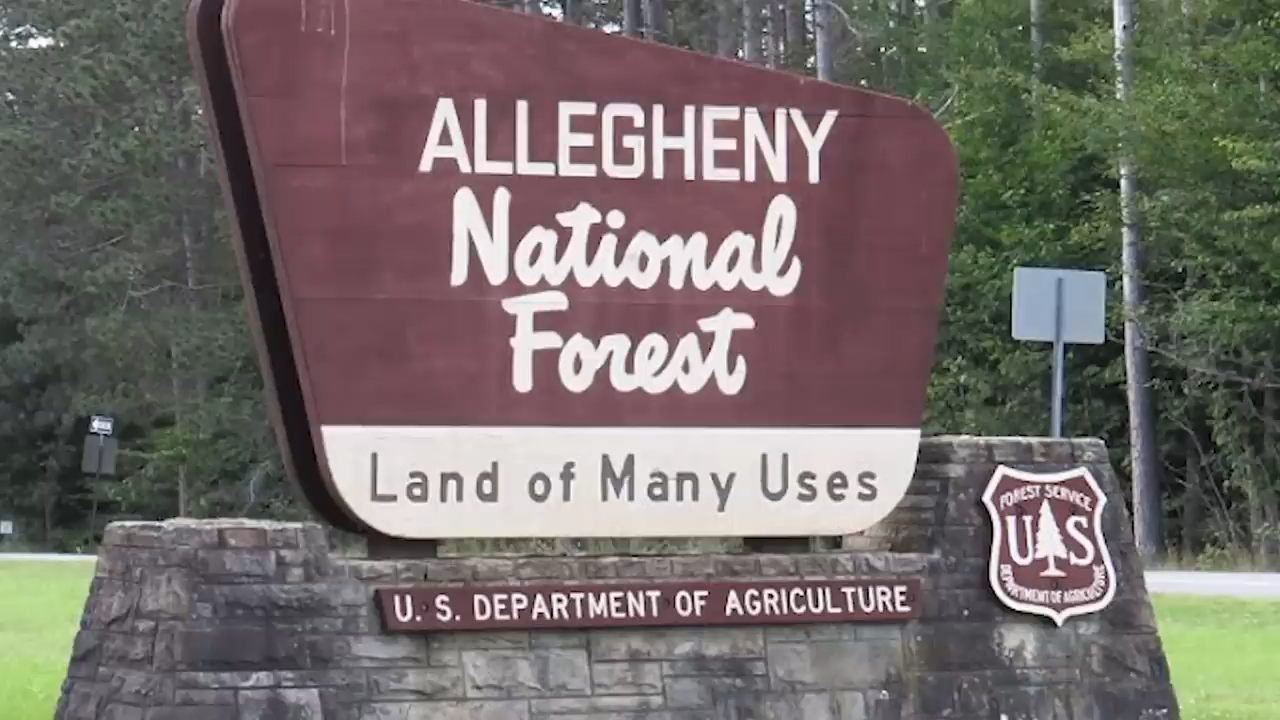 ALLEGHENY
National
Forest
Land of Many Uses
U. S. DEPARTMENT OF AGRICULTURE
FOREST SERVICE
U S
DEPARTMENT OF AGRICULTURE